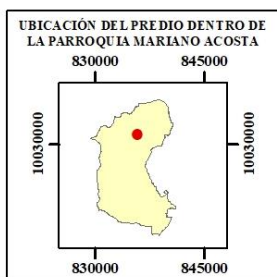 UBICACIÓN DEL PREDIO DENTRO DE
LA PARROQUIA MARIANO ACOSTA
830000 845000
10030000 10030000
830000 845000